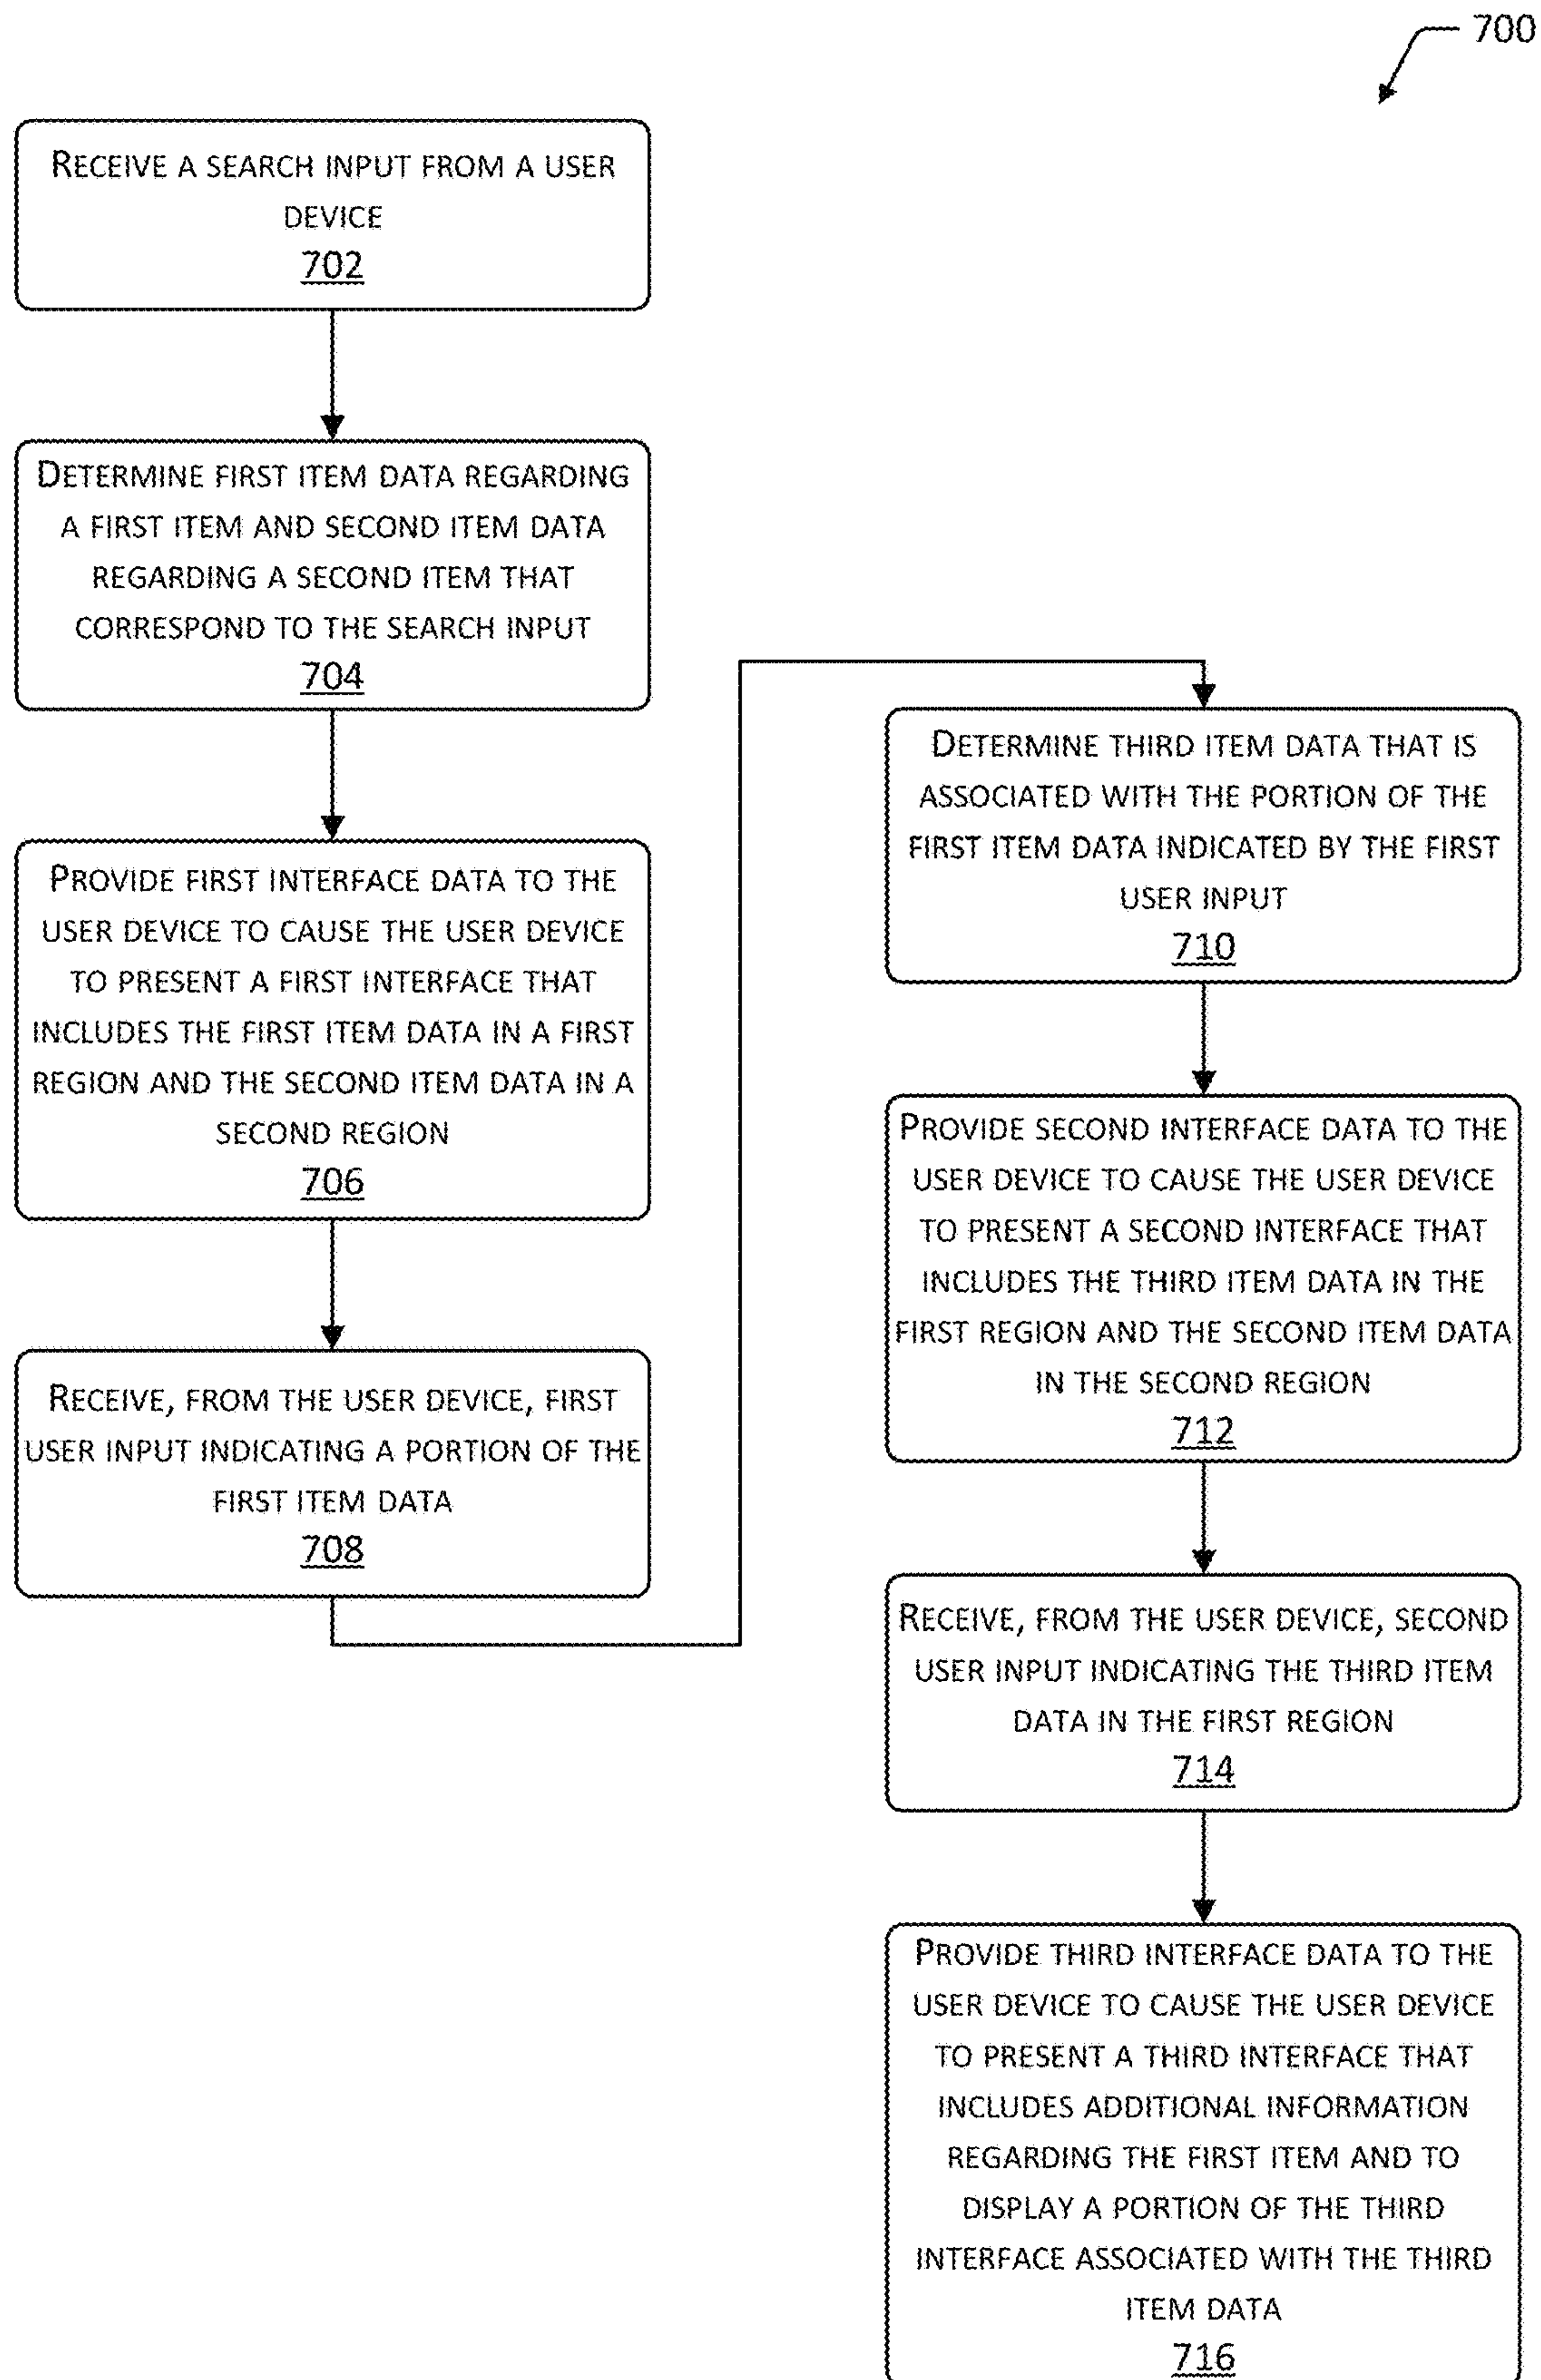 700
RECEIVE A SEARCH INPUT FROM A USER
DEVICE
702
DETERMINE FIRST ITEM DATA REGARDING
A FIRST ITEM AND SECOND ITEM DATA
REGARDING A SECOND ITEM THAT
CORRESPOND TO THE SEARCH INPUT
704
PROVIDE FIRST INTERFACE DATA TO THE
USER DEVICE TO CAUSE THE USER DEVICE
TO PRESENT A FIRST INTERFACE THAT
INCLUDES THE FIRST ITEM DATA IN A FIRST
REGION AND THE SECOND ITEM DATA IN A
SECOND REGION
706
RECEIVE, FROM THE USER DEVICE, FIRST
USER INPUT INDICATING A PORTION OF THE
FIRST ITEM DATA
708
DETERMINE THIRD ITEM DATA THAT IS
ASSOCIATED WITH THE PORTION OF THE
FIRST ITEM DATA INDICATED BY THE FIRST
USER INPUT
710
PROVIDE SECOND INTERFACE DATA TO THE
USER DEVICE TO CAUSE THE USER DEVICE
TO PRESENT A SECOND INTERFACE THAT
INCLUDES THE THIRD ITEM DATA IN THE
FIRST REGION AND THE SECOND ITEM DATA
IN THE SECOND REGION
712
RECEIVE, FROM THE USER DEVICE, SECOND
USER INPUT INDICATING THE THIRD ITEM
DATA IN THE FIRST REGION
714
PROVIDE THIRD INTERFACE DATA TO THE
USER DEVICE TO CAUSE THE USER DEVICE
TO PRESENT A THIRD INTERFACE THAT
INCLUDES ADDITIONAL INFORMATION
REGARDING THE FIRST ITEM AND TO
DISPLAY A PORTION OF THE THIRD
INTERFACE ASSOCIATED WITH THE THIRD
ITEM DATA
716